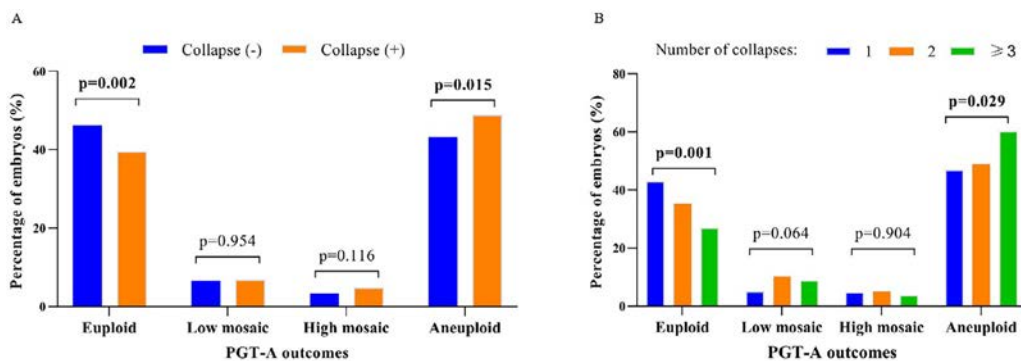 A
Collapse (-) Collapse (+)
Percentage of embryos (%)
60
40
20
0
p=0.002
p=0.954
p=0.116
p=0.015
Euploid Low mosaic High mosaic Aneuploid
PGT-A outcomes
B
Number of collapses: 1 2 ≥3
Percentage of embryos (%)
80
60
40
20
0
p=0.001
p=0.064
p=0.904
p=0.029
Euploid Low mosaic High mosaic Aneuploid
PGT-A outcomes